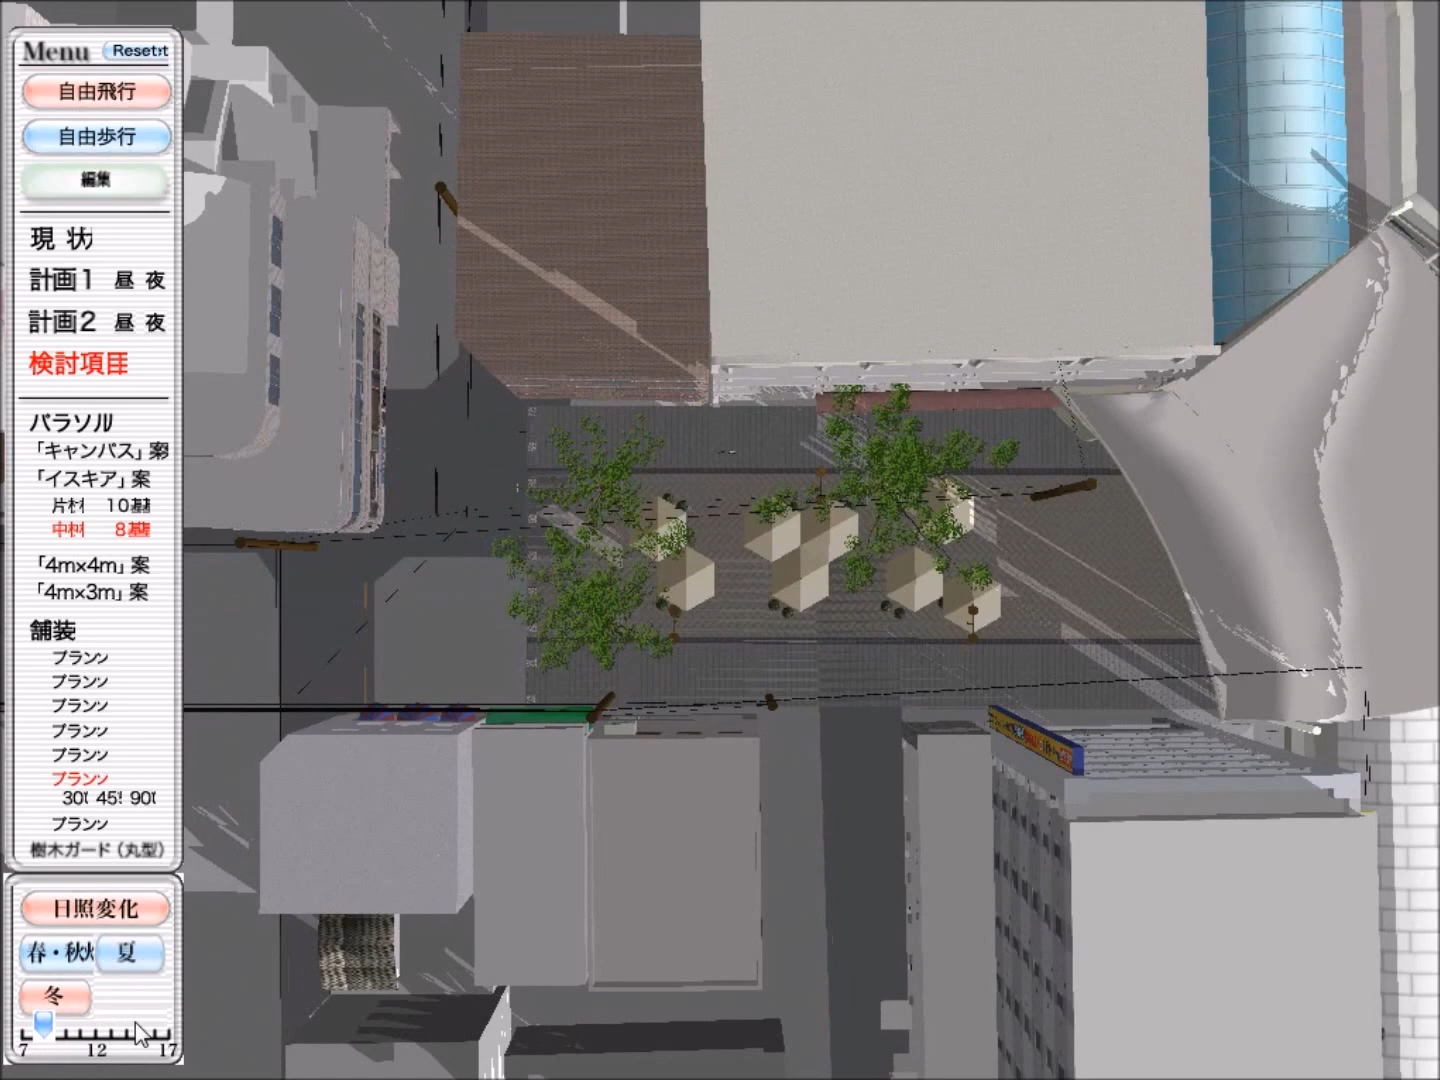 Menu Reset
自由飛行
自由歩行
編集
現 状
計画1 昼 夜
計画2 昼 夜
検討項目
パラソル
「キャンバス」案
「イスキア」案
片材 10基
中材 8基
「4m×4m」案
「4m×3m」案
舗装
プラン
プラン
プラン
プラン
プラン
プラン
30 45 90
プラン
樹木ガード(丸型)
日照変化
春・秋 夏
冬
7 12 17